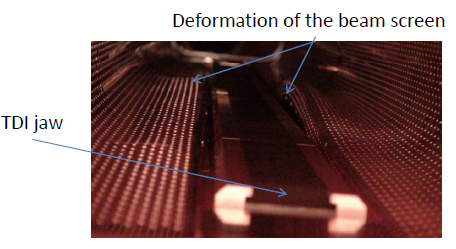 Deformation of the beam screen
TDI jaw